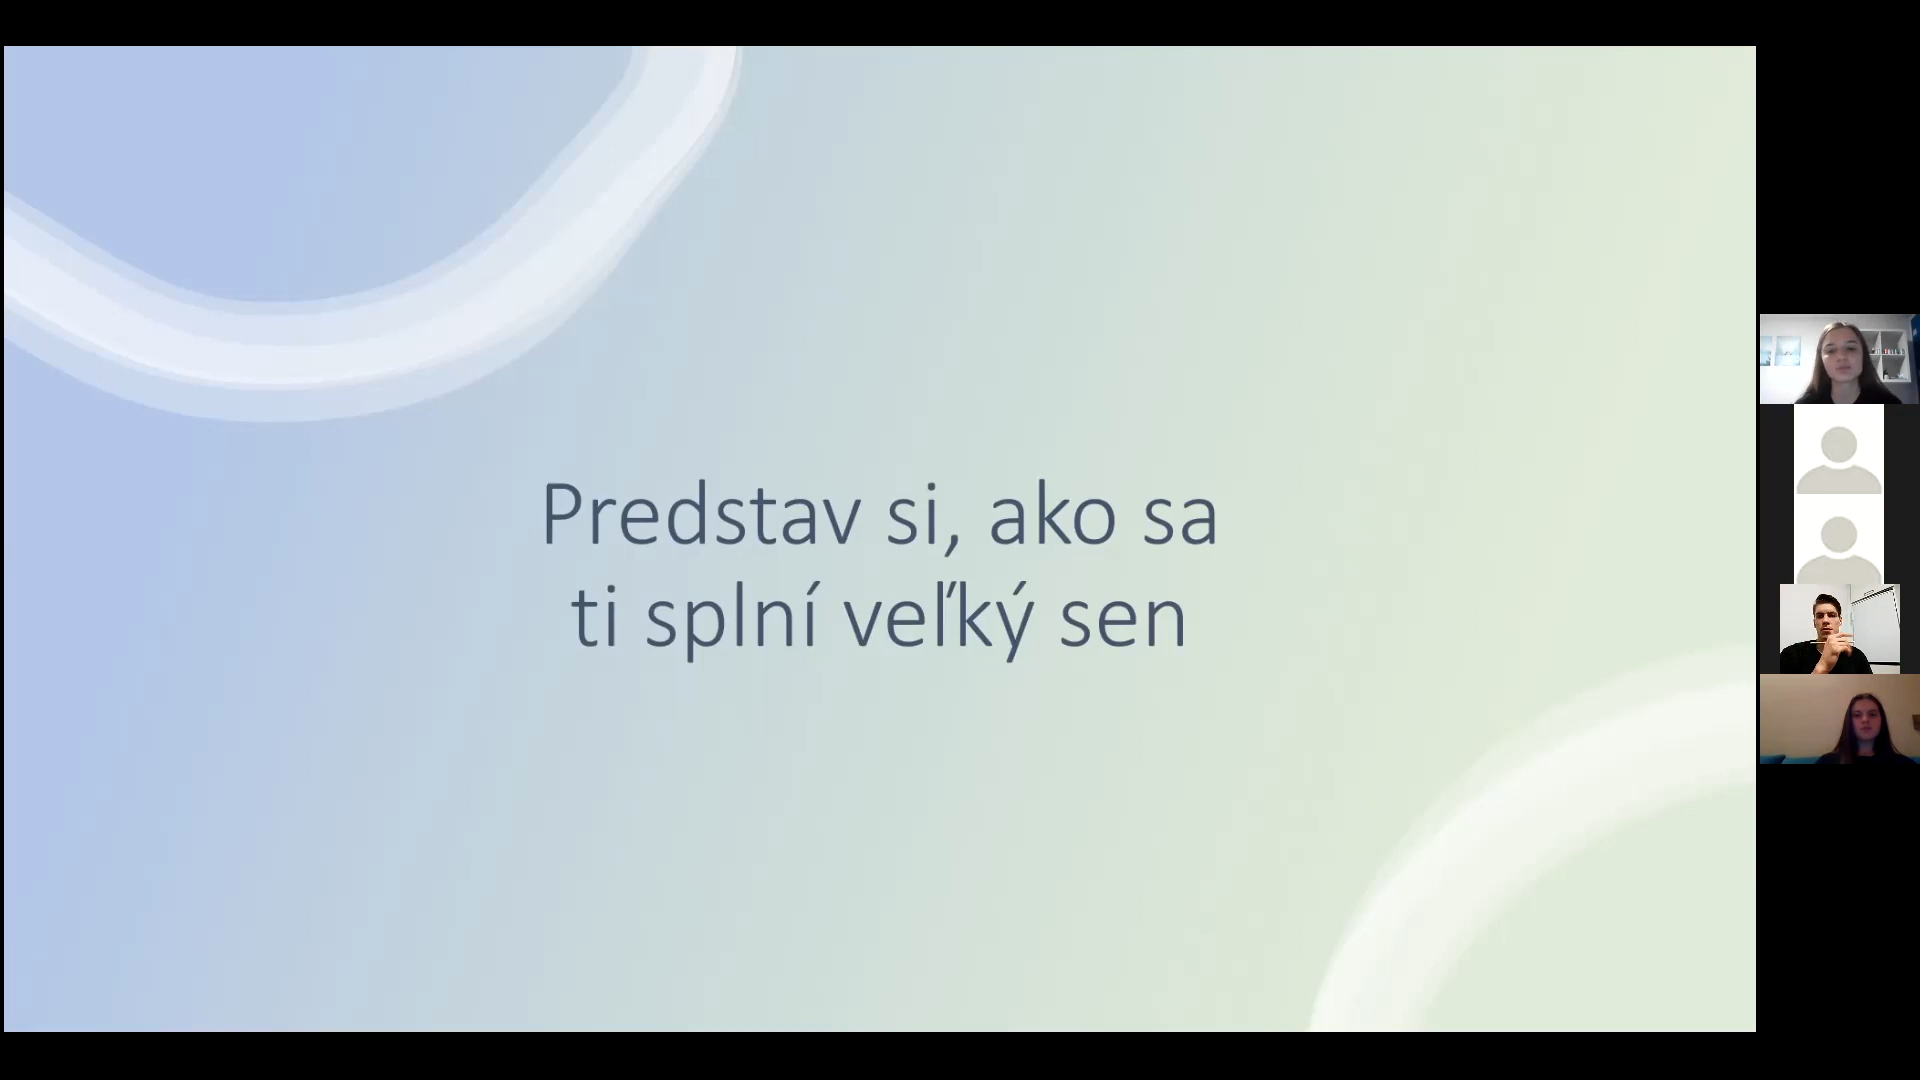 Predstav si, ako sa
ti splní veľký sen